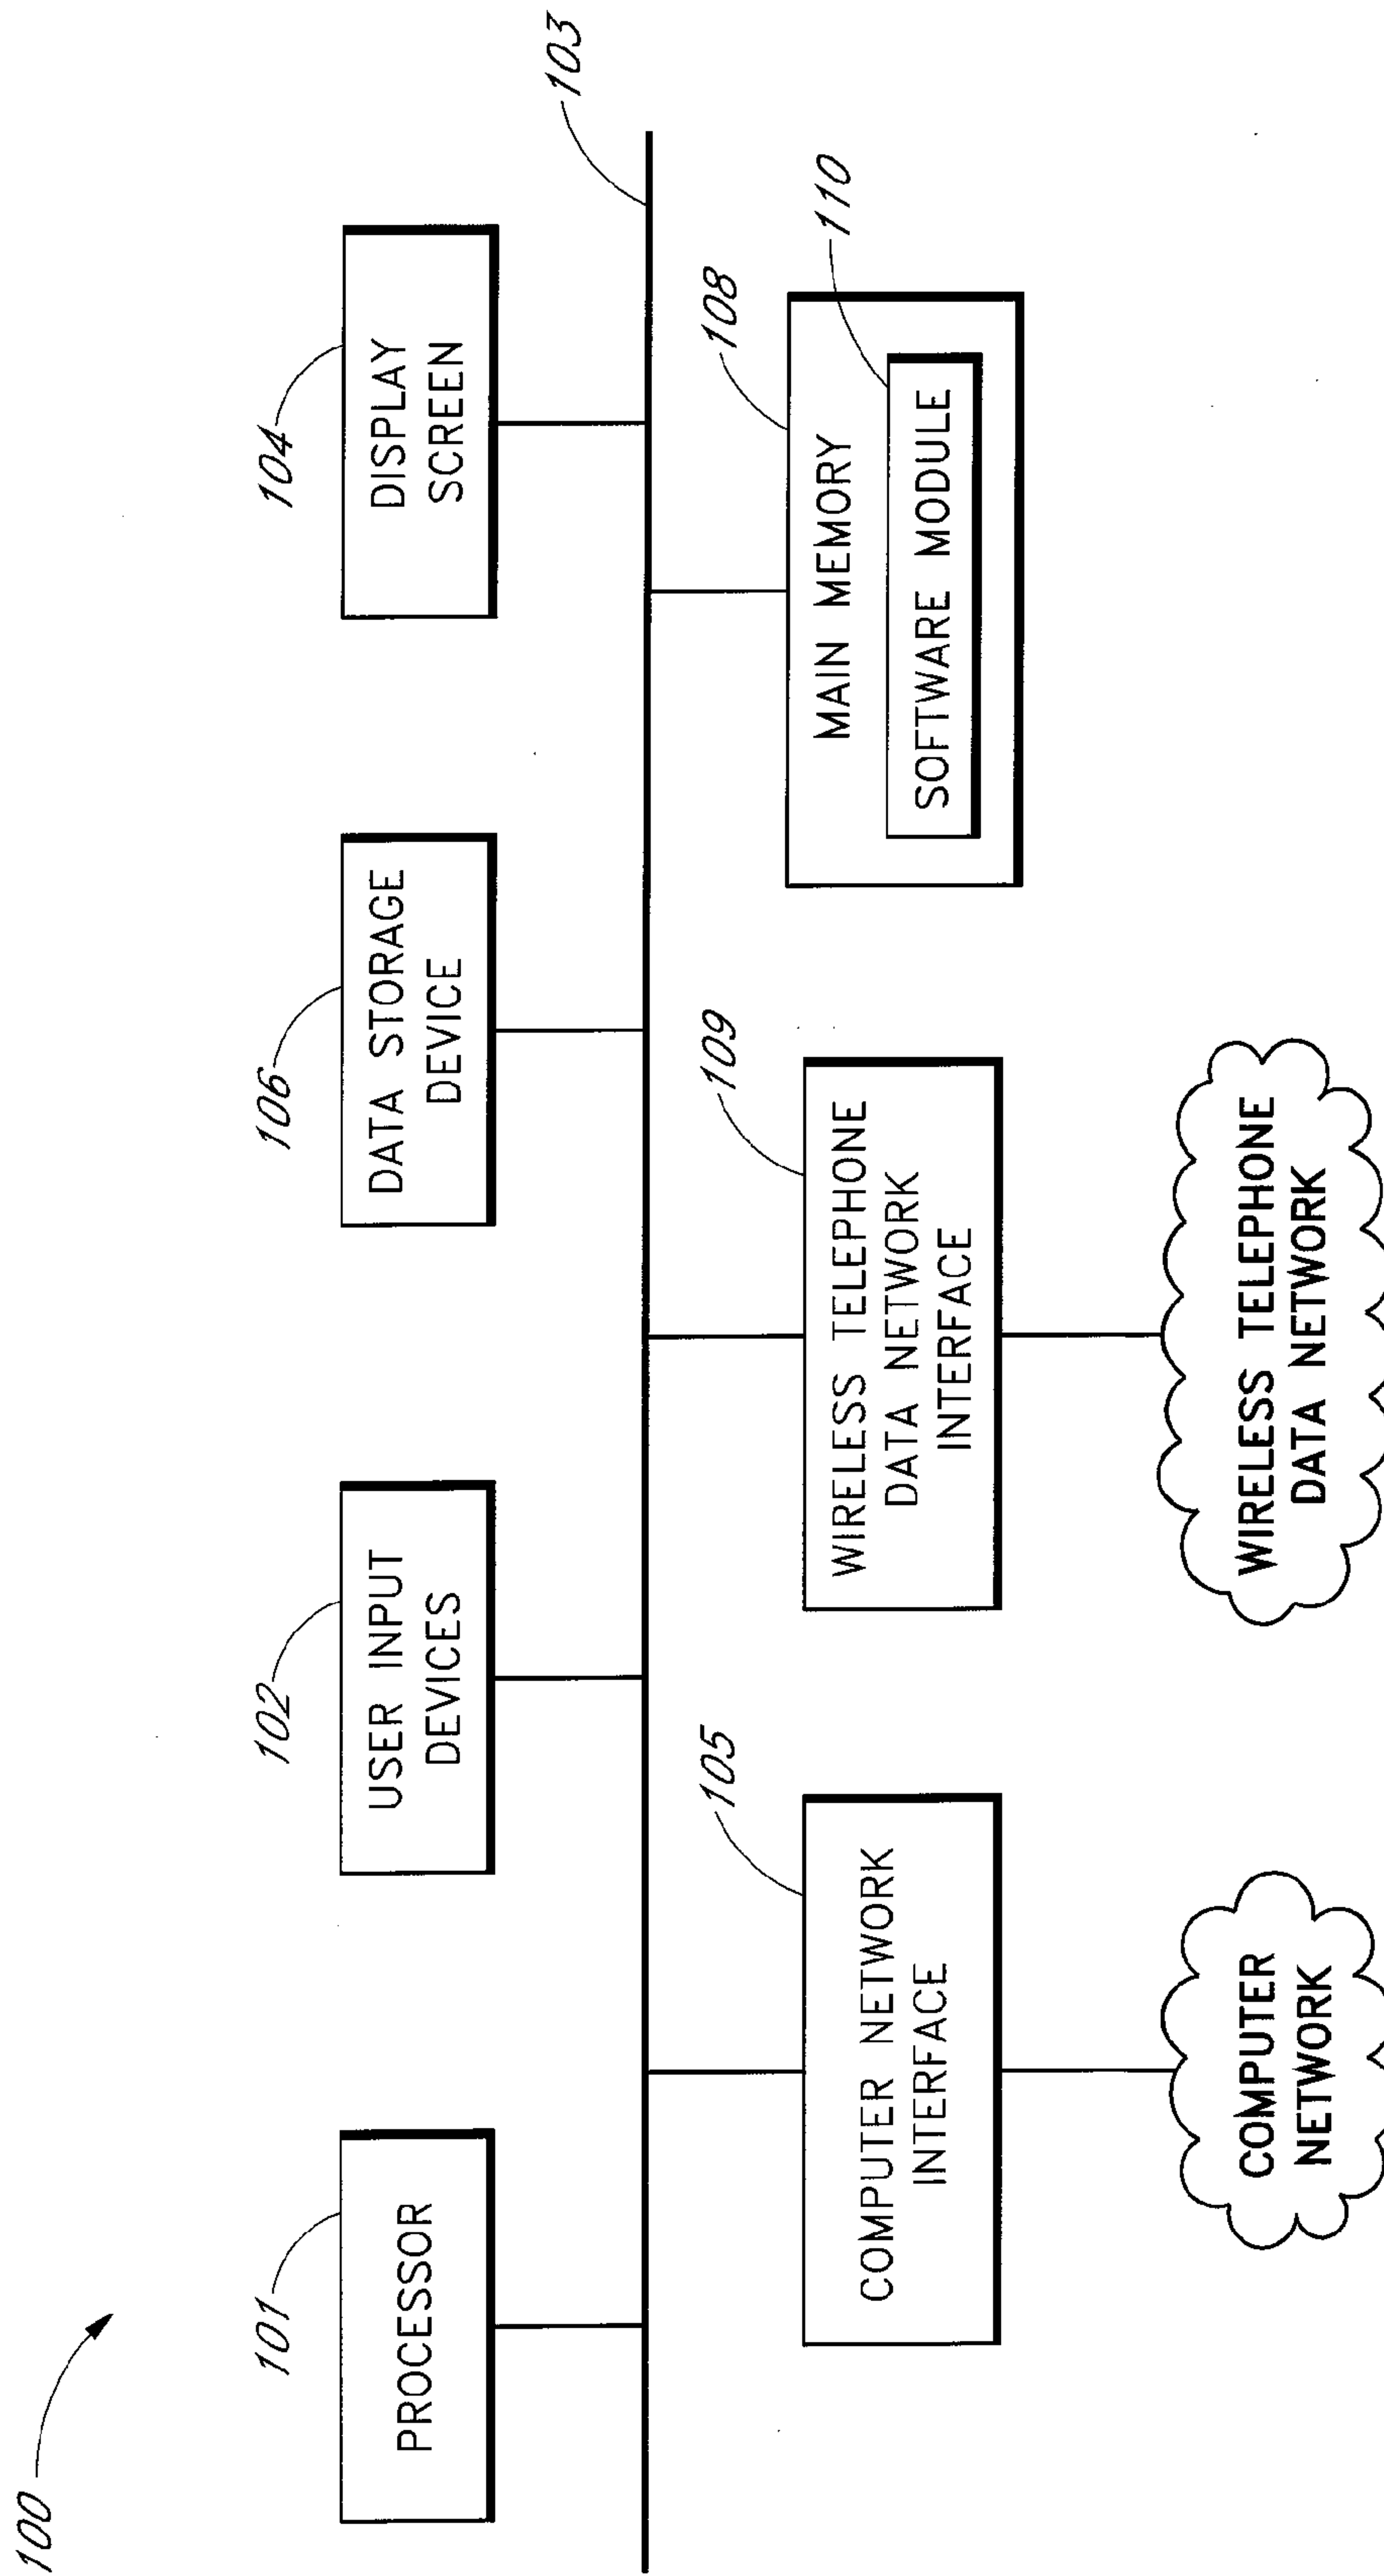 100
101
PROCESSOR
102
USER INPUT
DEVICES
106
DATA STORAGE
DEVICE
104
DISPLAY
SCREEN
103
105
COMPUTER NETWORK
INTERFACE
109
WIRELESS TELEPHONE
DATA NETWORK
INTERFACE
108
MAIN MEMORY
110
SOFTWARE MODULE
COMPUTER
NETWORK
WIRELESS TELEPHONE
DATA NETWORK